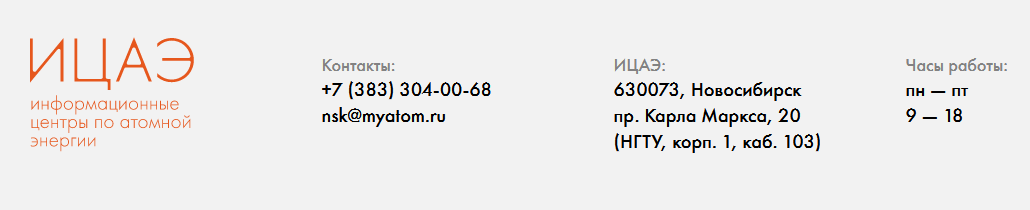 ИЦАЭ
информационные
центры по атомной
энергии
Контакты:
+7 (383) 304-00-68
nsk@myatom.ru
ИЦАЭ:
630073, Новосибирск
пр. Карла Маркса, 20
(НГТУ, корп. 1, каб. 103)
Часы работы:
пн — пт
9 — 18